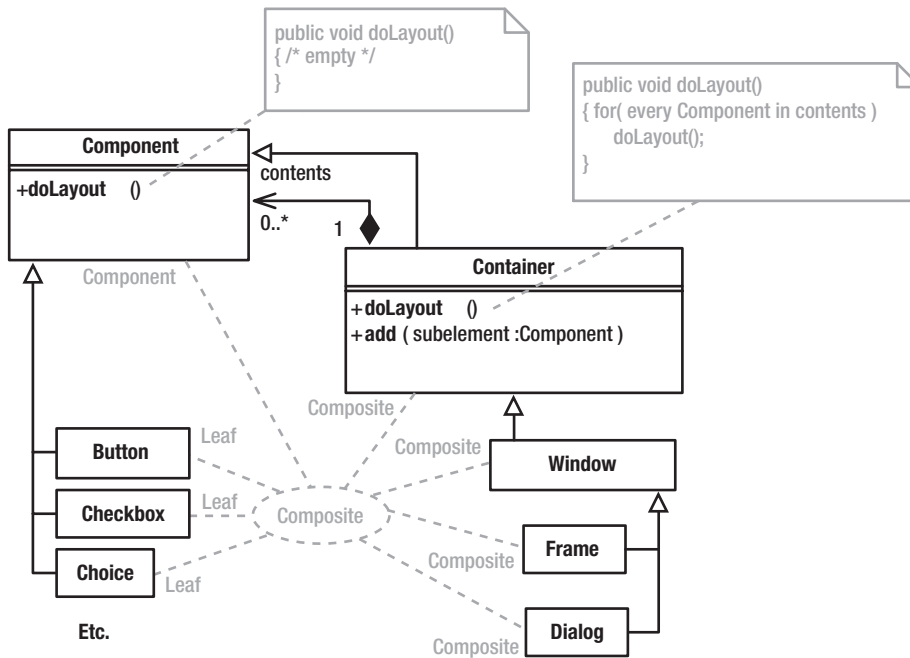 public void doLayout()
{ /* empty */
}
public void doLayout()
{ for( every Component in contents )
doLayout();
}
Component
+doLayout ()
contents
0..*
1
Container
+doLayout ()
+add ( subelement :Component )
Component
Composite
Leaf
Button
Composite
Window
Leaf
Checkbox
Composite
Choice
Leaf
Composite
Frame
Etc.
Composite
Dialog